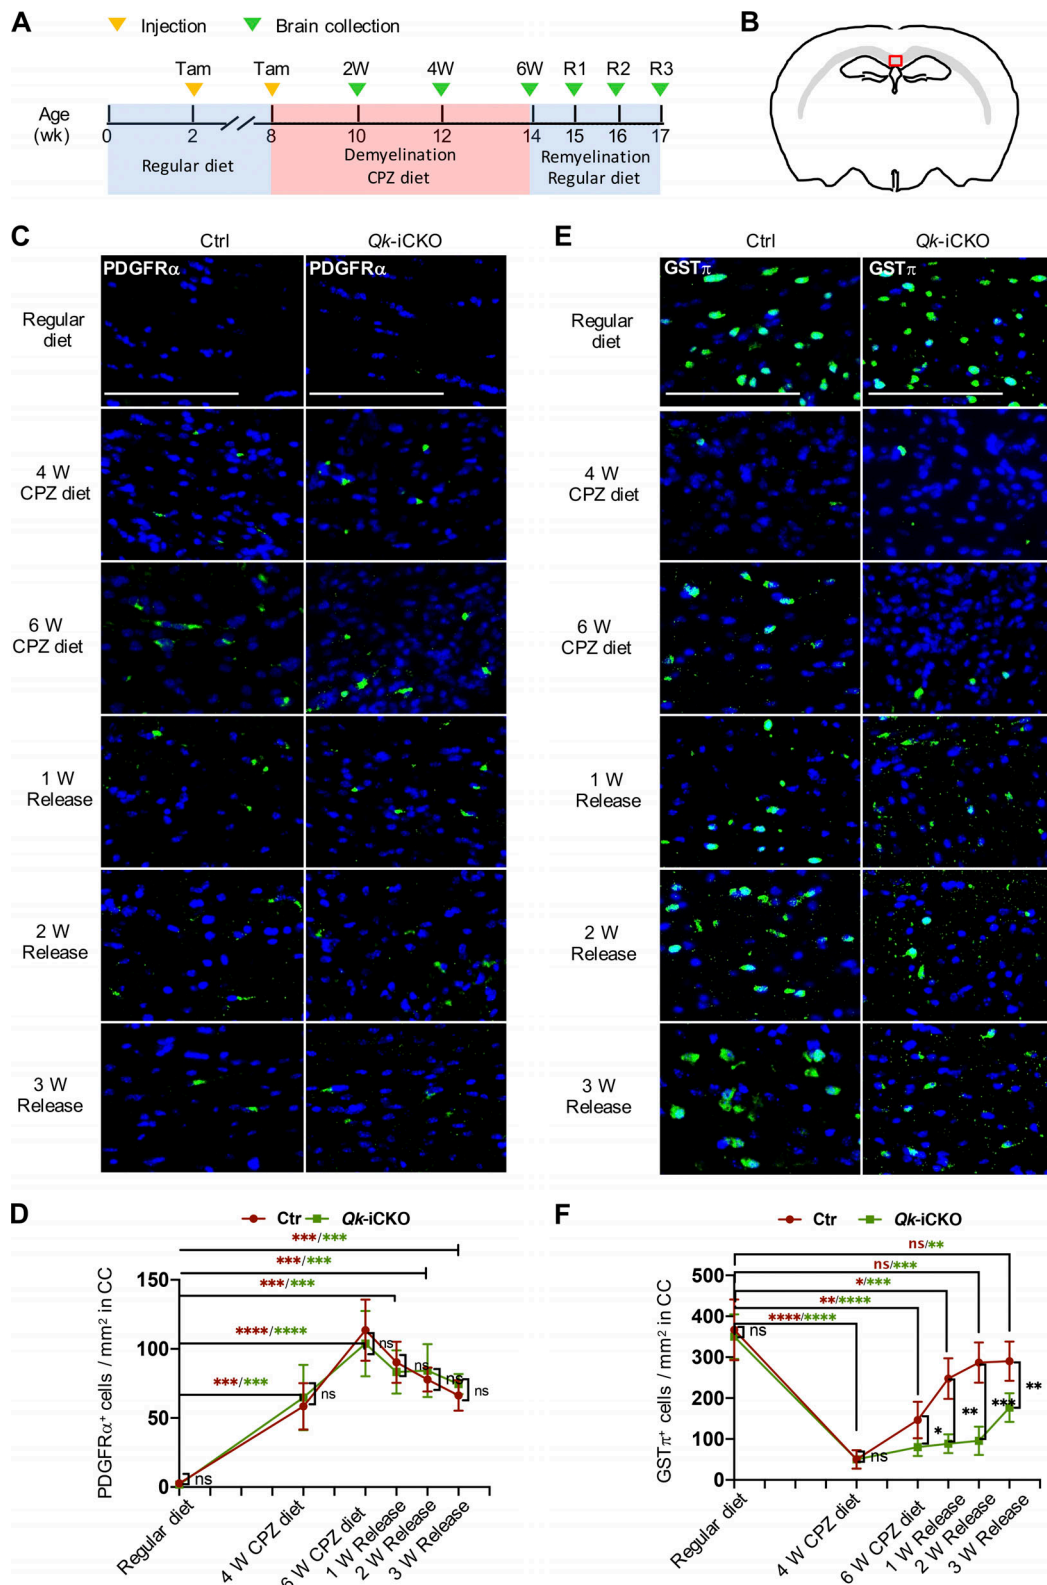 A
Injection
Brain collection
Tam
Tam
2W
4W
6W
R1
R2
R3
Age
(wk)
0
2
8
10
12
14
15
16
17
Regular diet
Demyelination
CPZ diet
Remyelination
Regular diet
B
C
Ctrl
Qk-iCKO
PDGFRα
PDGFRα
Regular
diet
4 W
CPZ diet
6 W
CPZ diet
1 W
Release
2 W
Release
3 W
Release
E
Ctrl
Qk-iCKO
GSTπ
GSTπ
Regular
diet
4 W
CPZ diet
6 W
CPZ diet
1 W
Release
2 W
Release
3 W
Release
D
Ctr
Qk-iCKO
***/***
***/***
***/***
****/****
***/***
PDGFRα⁺ cells / mm² in CC
150
100
50
0
ns
ns
ns
ns
ns
ns
Regular diet
4 W CPZ diet
6 W CPZ diet
1 W Release
2 W Release
3 W Release
F
Ctr
Qk-iCKO
ns/**
ns/***
*/***
**/****
****/****
GSTπ⁺ cells / mm² in CC
500
400
300
200
100
0
ns
ns
*
**
***
**
Regular diet
4 W CPZ diet
6 W CPZ diet
1 W Release
2 W Release
3 W Release